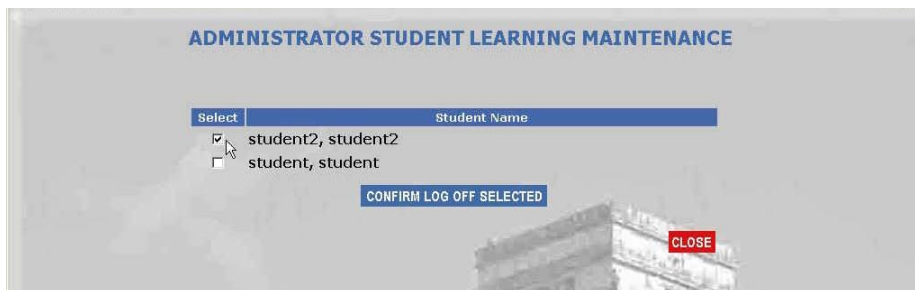 ADMINISTRATOR STUDENT LEARNING MAINTENANCE
Select Student Name
student2, student2
student, student
CONFIRM LOG OFF SELECTED
CLOSE